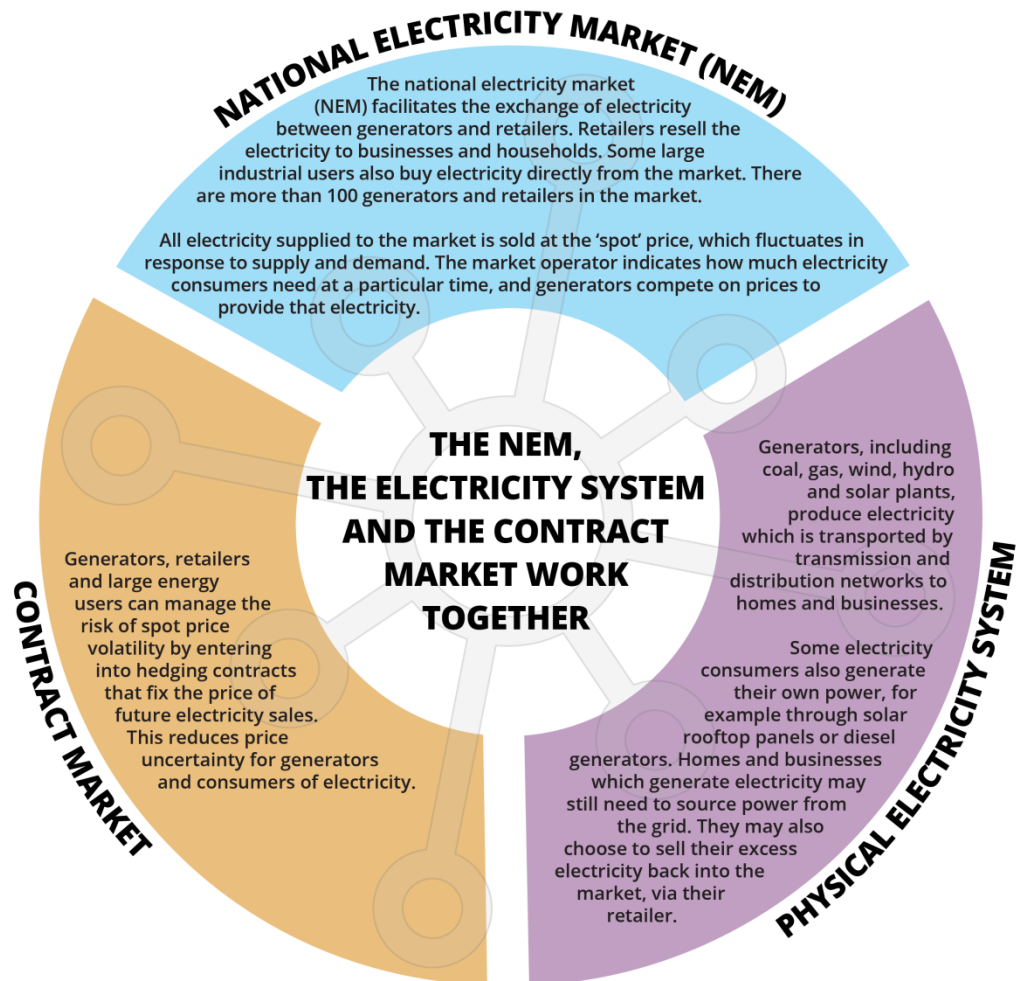 NATIONAL ELECTRICITY MARKET (NEM)
The national electricity market
(NEM) facilitates the exchange of electricity
between generators and retailers. Retailers resell the
electricity to businesses and households. Some large
industrial users also buy electricity directly from the market. There
are more than 100 generators and retailers in the market.
All electricity supplied to the market is sold at the ‘spot’ price, which fluctuates in
response to supply and demand. The market operator indicates how much electricity
consumers need at a particular time, and generators compete on prices to
provide that electricity.
THE NEM,
THE ELECTRICITY SYSTEM
AND THE CONTRACT
MARKET WORK
TOGETHER
CONTRACT MARKET
Generators, retailers
and large energy
users can manage the
risk of spot price
volatility by entering
into hedging contracts
that fix the price of
future electricity sales.
This reduces price
uncertainty for generators
and consumers of electricity.
PHYSICAL ELECTRICITY SYSTEM
Generators, including
coal, gas, wind, hydro
and solar plants,
produce electricity
which is transported by
transmission and
distribution networks to
homes and businesses.
Some electricity
consumers also generate
their own power, for
example through solar
rooftop panels or diesel
generators. Homes and businesses
which generate electricity may
still need to source power from
the grid. They may also
choose to sell their excess
electricity back into the
market, via their
retailer.